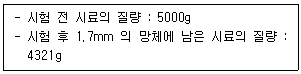 - 시험 전 시료의 질량 : 5000g
- 시험 후 1.7mm 의 망체에 남은 시료의 질량 :
4321g